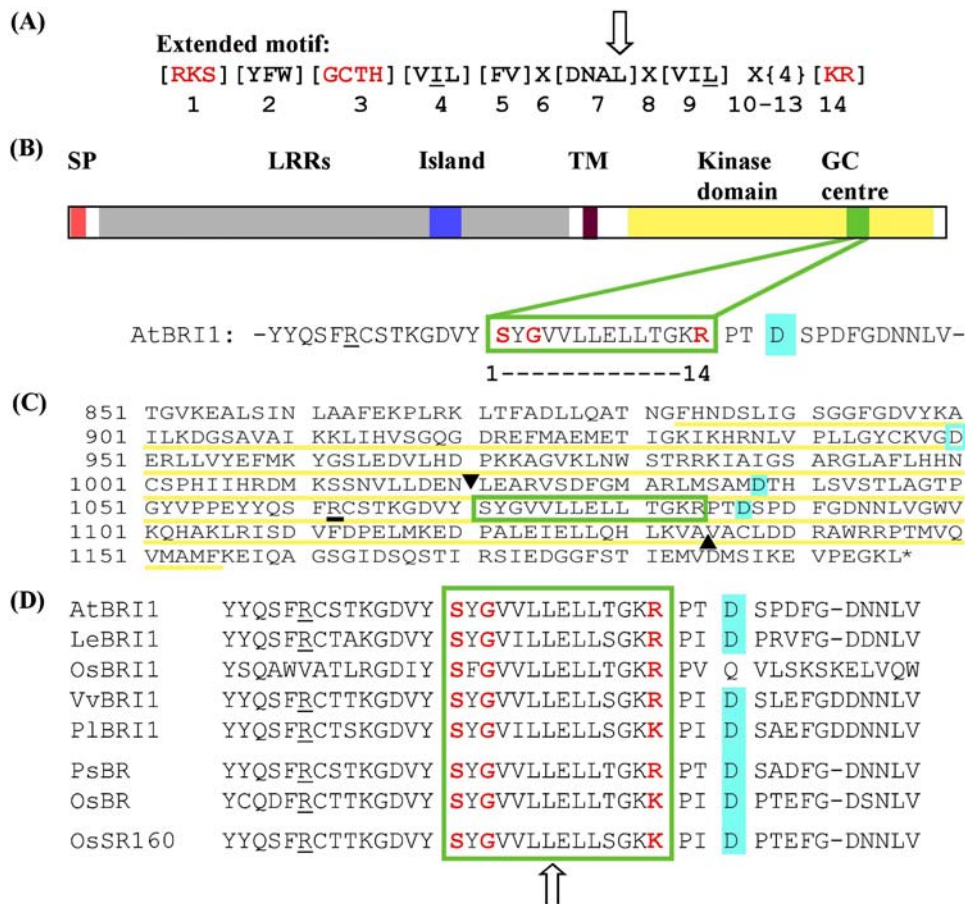 (A)
Extended motif:
[RKS][YFW][GCTH][VIL][FV]X[DNAL]X[VIL] X{4}[KR]
1 2 3 4 5 6 7 8 9 10-13 14
(B)
SP LRRs Island TM Kinase domain GC centre
AtBRI1: -YYQSFRCSTKGDVY SYGVVLLELLTGKR PT D SPDFGDNNLV-
1------------14
(C)
851 TGVKEALSIN LAAFEKPLRK LTFADLLQAT NGFHNDSLIG SGGFGDVYKA
901 ILKDGSAVAI KKLIHVSGQG DREFMAEMET IGKIKHRNLV PLLGYCKVGD
951 ERLLVYEFMK YGSLEDVLHD PKKAGVKLNW STRRKIAIGS ARGLAFLHHN
1001 CSPHIIHRDM KSSNVLLDEN LEARVSDFGM ARLMSAMDTH LSVSTLAGTP
1051 GYVPPEYYQS FRCSTKGDVY SYGVVLLELL TGKRPTDSPD FGDNNLVGWV
1101 KQHAKLRISD VFDPELMKED PALEIELLQH LKVAVACLDD RAWRRPTMVQ
1151 VMAMFKEIQA GSGIDSQSTI RSIEDGGFST IEMVDMSIKE VPEGKL*
(D)
AtBRI1 YYQSFRCSTKGDVY SYGVVLLELLTGKR PT D SPDFG-DNNLV
LeBRI1 YYQSFRCTAKGDVY SYGVILLELLSGKR PI D PRVFG-DDNLV
OsBRI1 YSQAWVATLRGDIY SFGVVLLELLTGKR PV Q VLSKSKELVQW
VvBRI1 YYQSFRCTTKGDVY SYGVVLLELLTGKR PI D SLEFGDDNNLV
PlBRI1 YYQSFRCTSKGDVY SYGVILLELLSGKK PI D SAEFGDDNNLV
PsBR YYQSFRCSTKGDVY SYGVVLLELLTGKR PT D SADFG-DNNLV
OsBR YCQDFRCTTKGDVY SYGVVLLELLTGKK PI D PTEFG-DSNLV
OsSR160 YYQSFRCTTKGDVY SYGVVLLELLSGKK PI D PTEFG-DNNLV